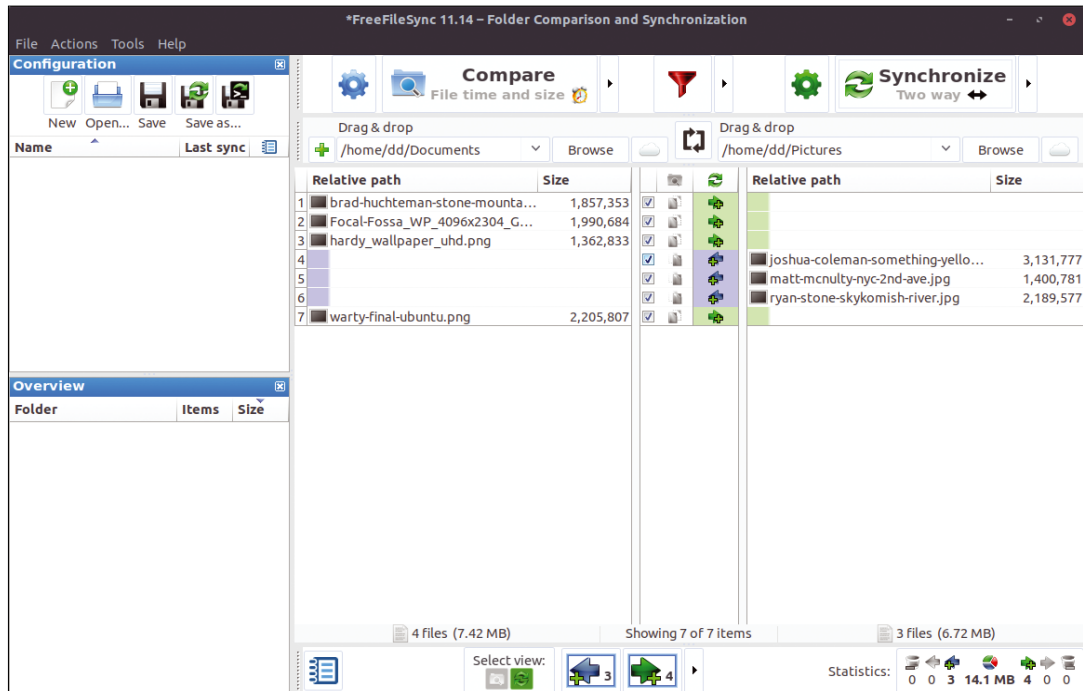 *FreeFileSync 11.14 – Folder Comparison and Synchronization
File Actions Tools Help
Configuration
New Open... Save Save as...
Name Last sync
Compare
File time and size
Synchronize
Two way
Drag & drop
/home/dd/Documents Browse
Drag & drop
/home/dd/Pictures Browse
Relative path Size Relative path Size
1 brad-huchteman-stone-mounta... 1,857,353
2 Focal-Fossa_WP_4096x2304_G... 1,990,684
3 hardy_wallpaper_uhd.png 1,362,833
4 joshua-coleman-something-yello... 3,131,777
5 matt-mcnulty-nyc-2nd-ave.jpg 1,400,781
6 ryan-stone-skykomish-river.jpg 2,189,577
7 warty-final-ubuntu.png 2,205,807
Overview
Folder Items Size
4 files (7.42 MB) Showing 7 of 7 items 3 files (6.72 MB)
Select view:
3 4
Statistics: 0 0 3 14.1 MB 4 0 0